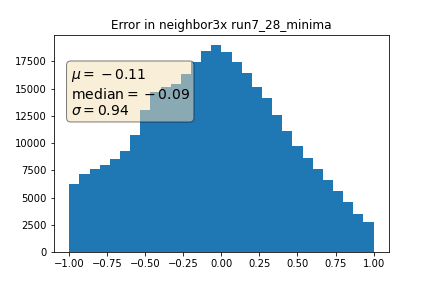 Error in neighbor3x run7_28_minima
μ = −0.11
median = −0.09
σ = 0.94
17500
15000
12500
10000
7500
5000
2500
0
−1.00 −0.75 −0.50 −0.25 0.00 0.25 0.50 0.75 1.00